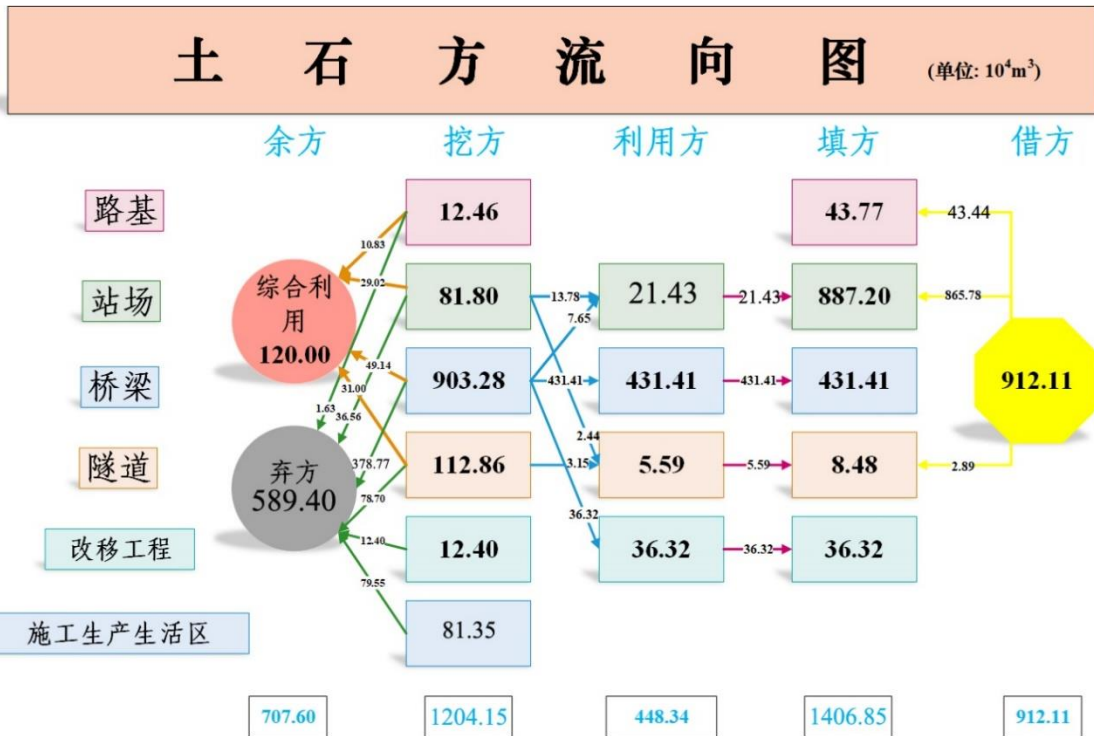 土 石 方 流 向 图 (单位: 10⁴m³)
余方 挖方 利用方 填方 借方
路基 12.46 43.77 43.44
10.83
综合利
用
120.00
29.02
站场 81.80 13.78 21.43 21.43 887.20 865.78
7.65
桥梁 49.14 903.28 431.41 431.41 431.41 431.41 912.11
31.00
1.63 36.56
2.44
隧道 378.77 112.86 3.15 5.59 5.59 8.48 2.89
弃方
589.40
78.70
36.32
改移工程 12.40 12.40 36.32 36.32 36.32
79.55
施工生产生活区 81.35
707.60 1204.15 448.34 1406.85 912.11